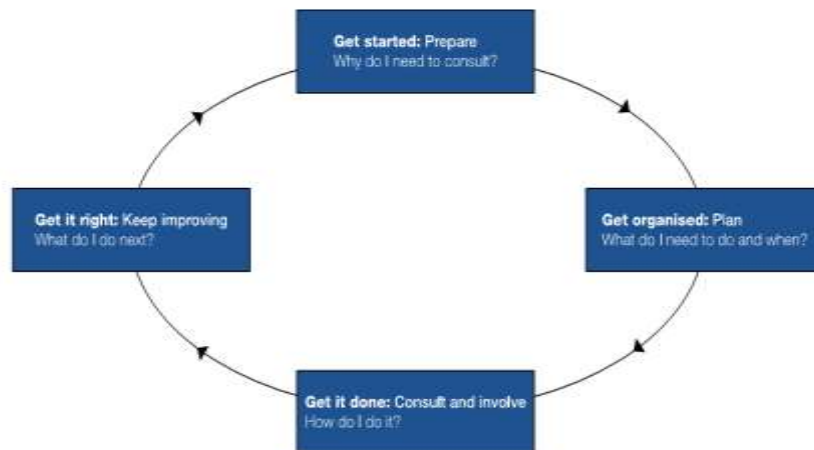 Get started: Prepare
Why do I need to consult?
Get organised: Plan
What do I need to do and when?
Get it done: Consult and involve
How do I do it?
Get it right: Keep improving
What do I do next?